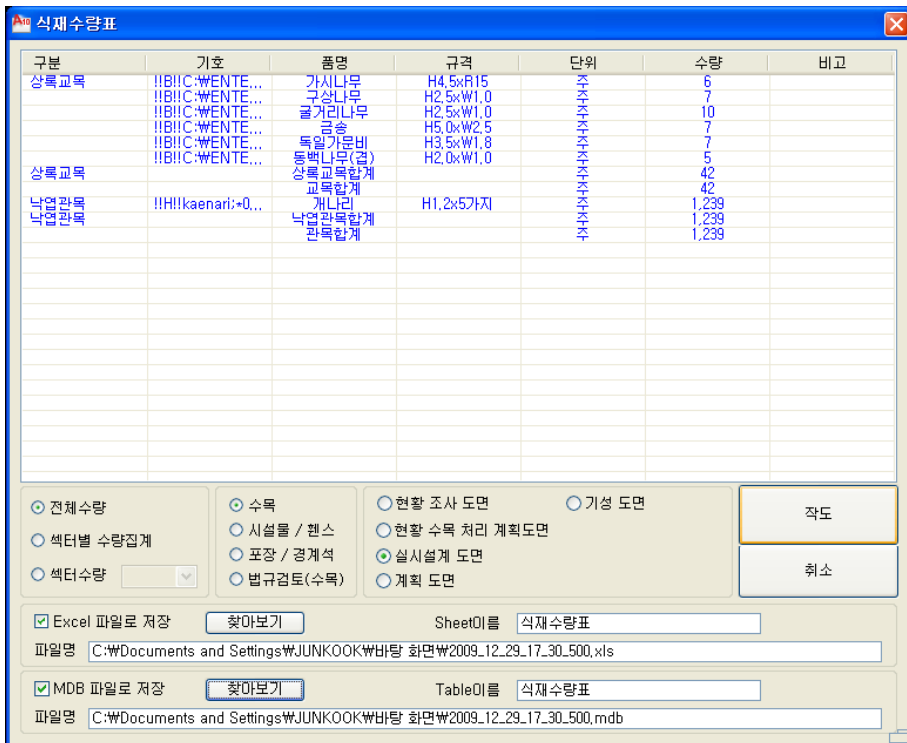 A10 식재수량표
구분 기호 품명 규격 단위 수량 비고
상록교목 !!B!!C:₩ENTE... 가시나무 H4.5xR15 주 6
!!B!!C:₩ENTE... 구상나무 H2.5xW1.0 주 7
!!B!!C:₩ENTE... 굴거리나무 H2.5xW1.0 주 10
!!B!!C:₩ENTE... 금송 H5.0xW2.5 주 7
!!B!!C:₩ENTE... 독일가문비 H3.5xW1.8 주 7
!!B!!C:₩ENTE... 동백나무(겹) H2.0xW1.0 주 5
상록교목 상록교목합계 주 42
교목합계 주 42
낙엽관목 !!H!!kaenari;*0... 개나리 H1.2x5가지 주 1,239
낙엽관목 낙엽관목합계 주 1,239
관목합계 주 1,239
전체수량 수목 현황 조사 도면 기성 도면 작도
섹터별 수량집계 시설물 / 휀스 현황 수목 처리 계획도면
포장 / 경계석 실시설계 도면
섹터수량 법규검토(수목) 계획 도면 취소
Excel 파일로 저장 찾아보기 Sheet이름 식재수량표
파일명 C:₩Documents and Settings₩JUNKOOK₩바탕 화면₩2009_12_29_17_30_500.xls
MDB 파일로 저장 찾아보기 Table이름 식재수량표
파일명 C:₩Documents and Settings₩JUNKOOK₩바탕 화면₩2009_12_29_17_30_500.mdb